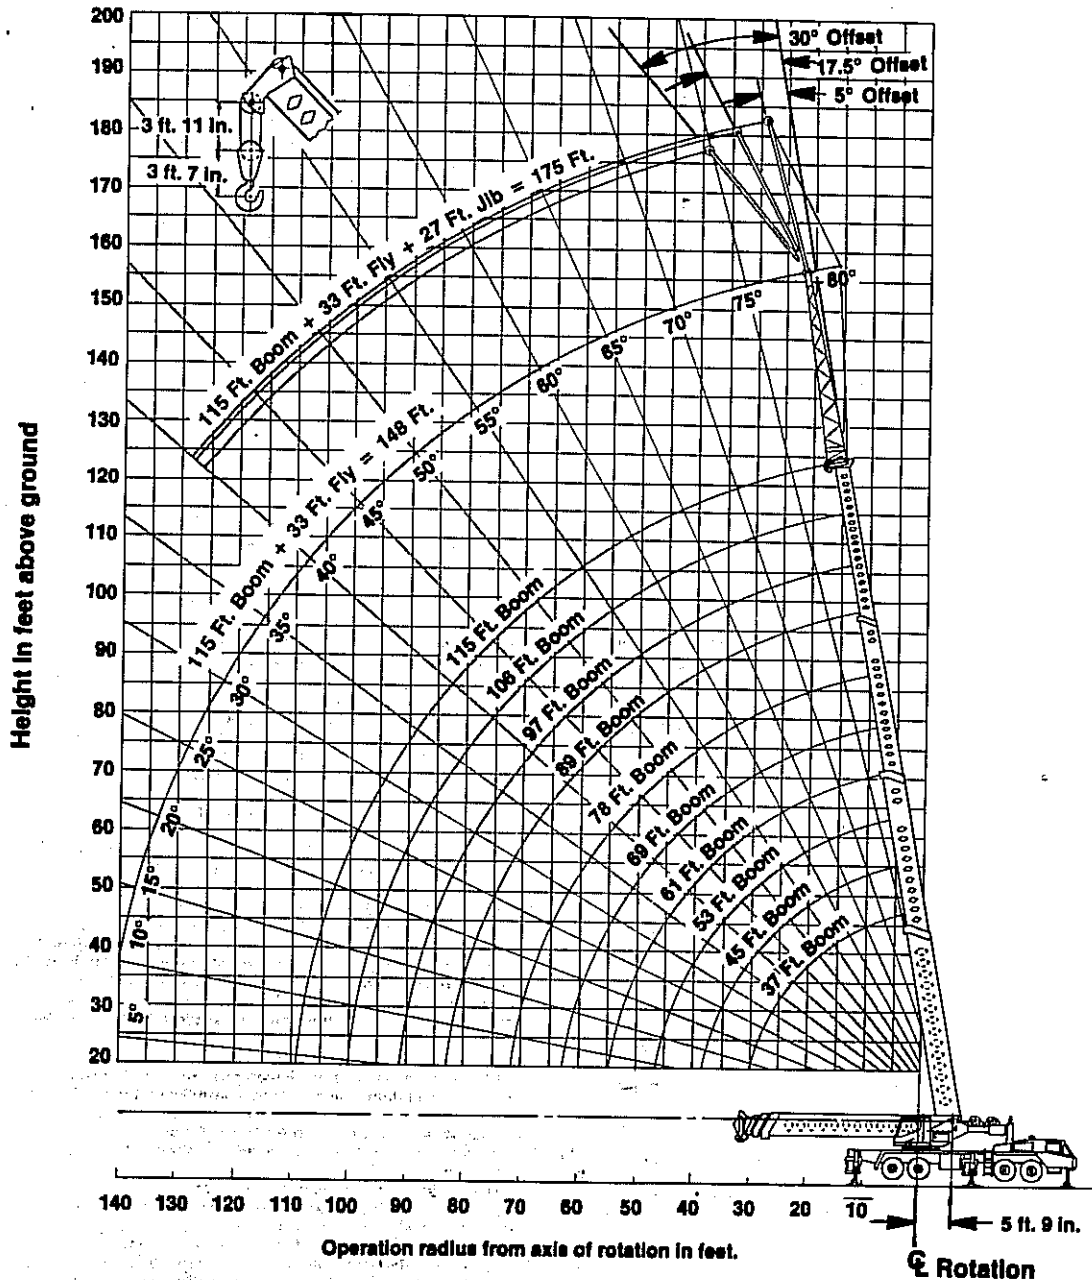 200
190
180
170
160
150
140
130
120
110
100
90
80
70
60
50
40
30
20
Height in feet above ground
30° Offset
17.5° Offset
5° Offset
3 ft. 11 in.
3 ft. 7 in.
115 Ft. Boom + 33 Ft. Fly + 27 Ft. Jib = 175 Ft.
115 Ft. Boom + 33 Ft. Fly = 148 Ft.
80°
75°
70°
65°
60°
55°
50°
45°
40°
35°
30°
25°
20°
15°
10°
5°
115 Ft. Boom
106 Ft. Boom
97 Ft. Boom
89 Ft. Boom
78 Ft. Boom
69 Ft. Boom
61 Ft. Boom
53 Ft. Boom
45 Ft. Boom
37 Ft. Boom
140 130 120 110 100 90 80 70 60 50 40 30 20 10
5 ft. 9 in.
Operation radius from axis of rotation in feet.
℄ Rotation